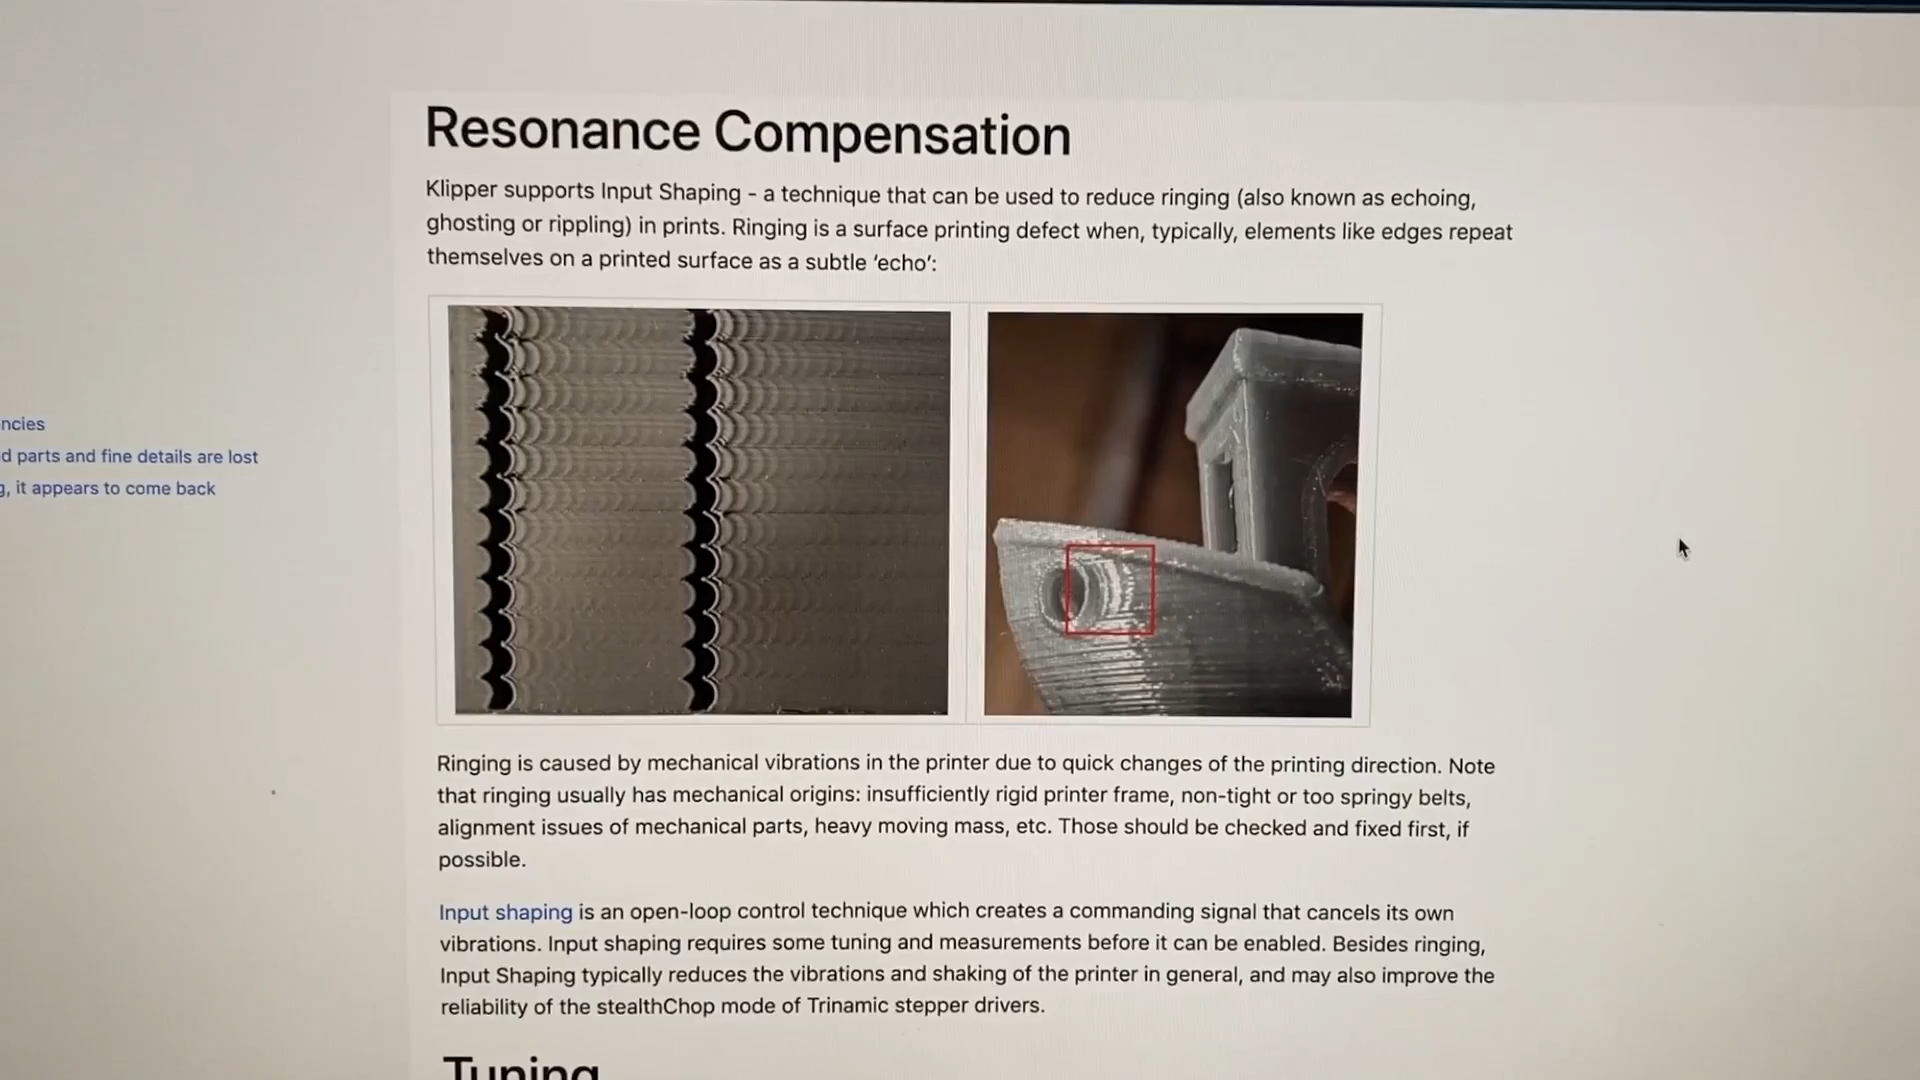 Resonance Compensation
Klipper supports Input Shaping - a technique that can be used to reduce ringing (also known as echoing,
ghosting or rippling) in prints. Ringing is a surface printing defect when, typically, elements like edges repeat
themselves on a printed surface as a subtle ‘echo’:
ncies
d parts and fine details are lost
g, it appears to come back
Ringing is caused by mechanical vibrations in the printer due to quick changes of the printing direction. Note
that ringing usually has mechanical origins: insufficiently rigid printer frame, non-tight or too springy belts,
alignment issues of mechanical parts, heavy moving mass, etc. Those should be checked and fixed first, if
possible.
Input shaping is an open-loop control technique which creates a commanding signal that cancels its own
vibrations. Input shaping requires some tuning and measurements before it can be enabled. Besides ringing,
Input Shaping typically reduces the vibrations and shaking of the printer in general, and may also improve the
reliability of the stealthChop mode of Trinamic stepper drivers.
Tuning